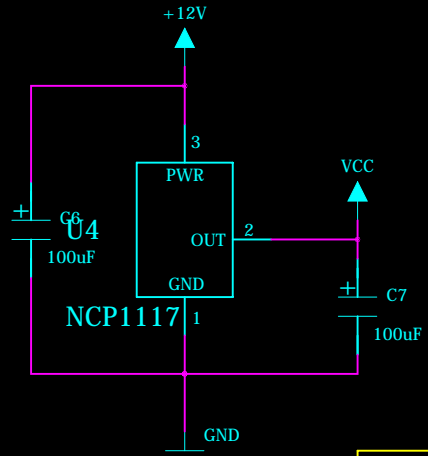 +12V
3
PWR
VCC
+
C6
U4
OUT
2
100uF
GND
+
C7
NCP1117
1
100uF
GND